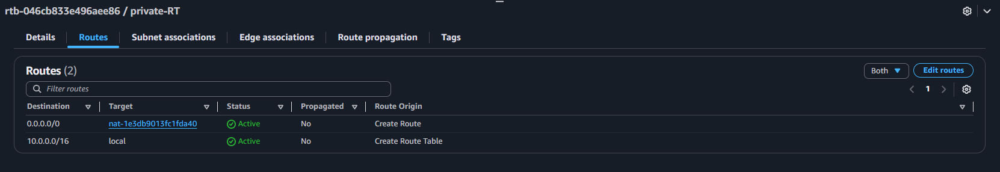 rtb-046cb833e496aee86 / private-RT
Details Routes Subnet associations Edge associations Route propagation Tags
Routes (2) Both Edit routes
Filter routes 1
Destination Target Status Propagated Route Origin
0.0.0.0/0 nat-1e3db9013fc1fda40 Active No Create Route
10.0.0.0/16 local Active No Create Route Table